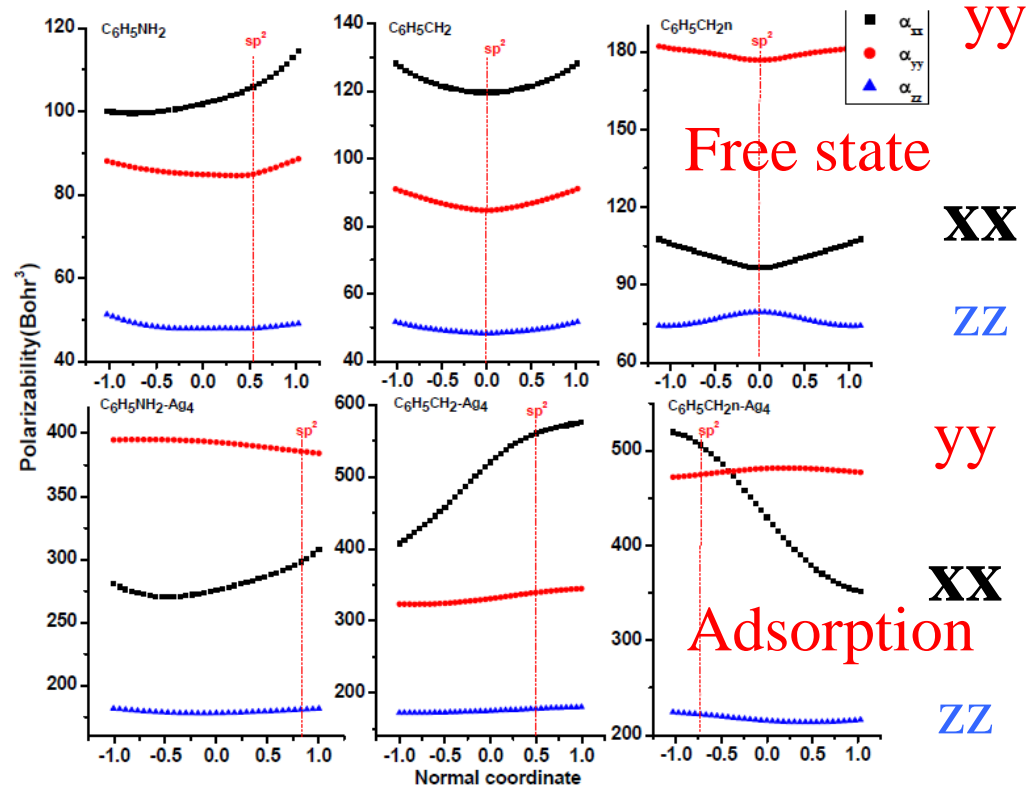 C₆H₅NH₂
sp²
140
120
100
80
60
40
-1.0 -0.5 0.0 0.5 1.0
C₆H₅CH₂
sp²
140
120
100
80
60
40
-1.0 -0.5 0.0 0.5 1.0
C₆H₅CH₂n
sp²
180
150
120
90
60
-1.0 -0.5 0.0 0.5 1.0
αxx
αyy
αzz
yy
Free state
xx
zz
Polarizability(Bohr³)
C₆H₅NH₂-Ag₄
sp²
400
350
300
250
200
-1.0 -0.5 0.0 0.5 1.0
C₆H₅CH₂-Ag₄
sp²
600
500
400
300
200
-1.0 -0.5 0.0 0.5 1.0
C₆H₅CH₂n-Ag₄
sp²
500
400
300
200
-1.0 -0.5 0.0 0.5 1.0
yy
xx
Adsorption
zz
Normal coordinate